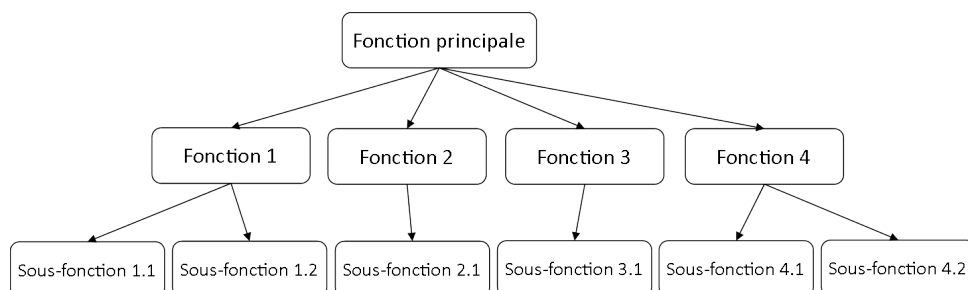 Fonction principale
Fonction 1
Fonction 2
Fonction 3
Fonction 4
Sous-fonction 1.1
Sous-fonction 1.2
Sous-fonction 2.1
Sous-fonction 3.1
Sous-fonction 4.1
Sous-fonction 4.2